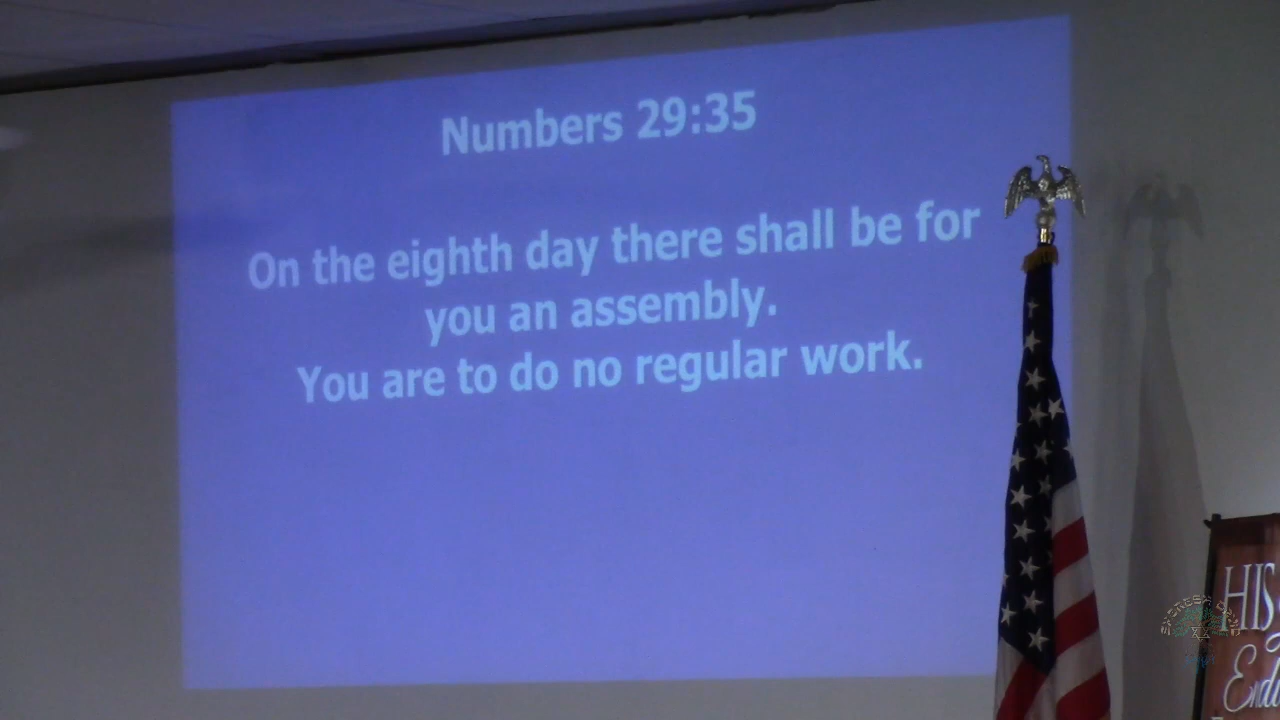 Numbers 29:35
On the eighth day there shall be for
you an assembly.
You are to do no regular work.
HIS